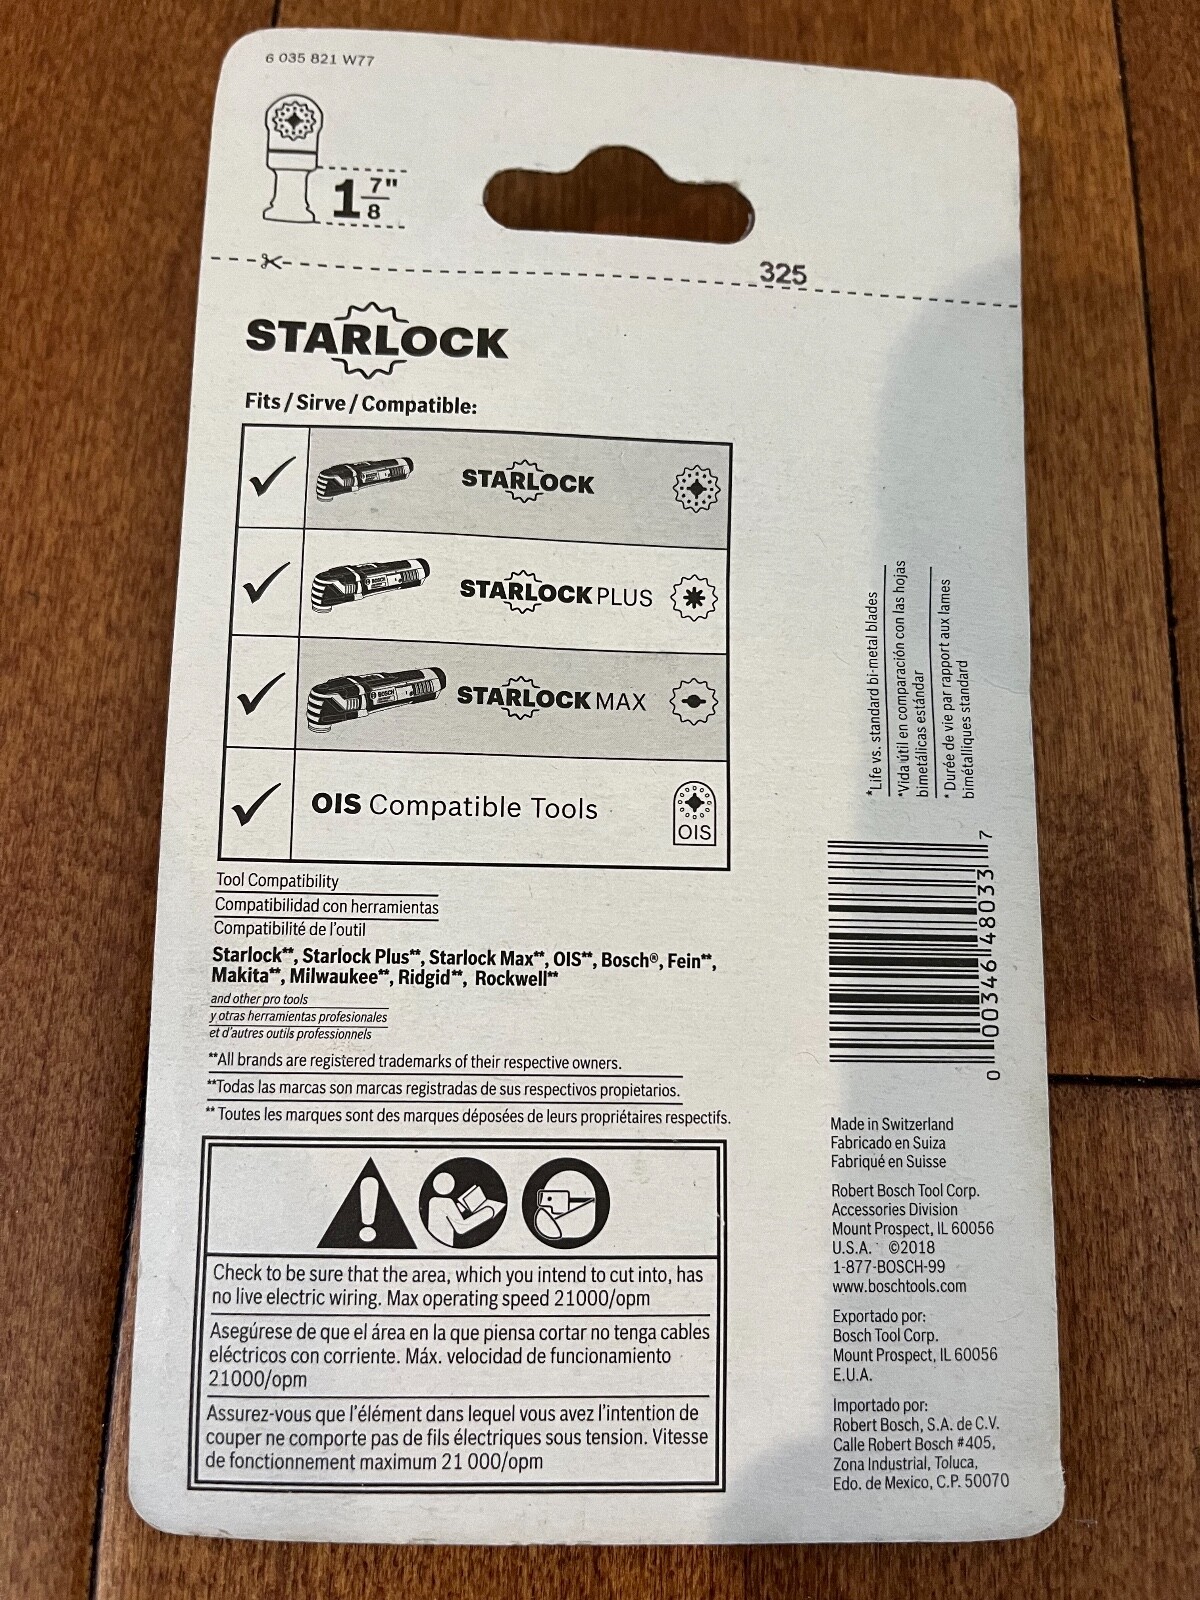 6 035 821 W77
1 7/8"
325
STARLOCK
Fits / Sirve / Compatible:
STARLOCK
STARLOCK PLUS
BOSCH
STARLOCK MAX
BOSCH
OIS Compatible Tools
OIS
Tool Compatibility
Compatibilidad con herramientas
Compatibilité de l'outil
Starlock**, Starlock Plus**, Starlock Max**, OIS**, Bosch®, Fein**,
Makita**, Milwaukee**, Ridgid**, Rockwell**
and other pro tools
y otras herramientas profesionales
et d'autres outils professionnels
**All brands are registered trademarks of their respective owners.
**Todas las marcas son marcas registradas de sus respectivos propietarios.
** Toutes les marques sont des marques déposées de leurs propriétaires respectifs.
Check to be sure that the area, which you intend to cut into, has
no live electric wiring. Max operating speed 21000/opm
Asegúrese de que el área en la que piensa cortar no tenga cables
eléctricos con corriente. Máx. velocidad de funcionamiento
21000/opm
Assurez-vous que l'élément dans lequel vous avez l'intention de
couper ne comporte pas de fils électriques sous tension. Vitesse
de fonctionnement maximum 21 000/opm
*Life vs. standard bi-metal blades
*Vida útil en comparación con las hojas
bimetálicas estándar
* Durée de vie par rapport aux lames
bimétalliques standard
0 00346 48033 7
Made in Switzerland
Fabricado en Suiza
Fabriqué en Suisse
Robert Bosch Tool Corp.
Accessories Division
Mount Prospect, IL 60056
U.S.A. ©2018
1-877-BOSCH-99
www.boschtools.com
Exportado por:
Bosch Tool Corp.
Mount Prospect, IL 60056
E.U.A.
Importado por:
Robert Bosch, S.A. de C.V.
Calle Robert Bosch #405,
Zona Industrial, Toluca,
Edo. de Mexico, C.P. 50070